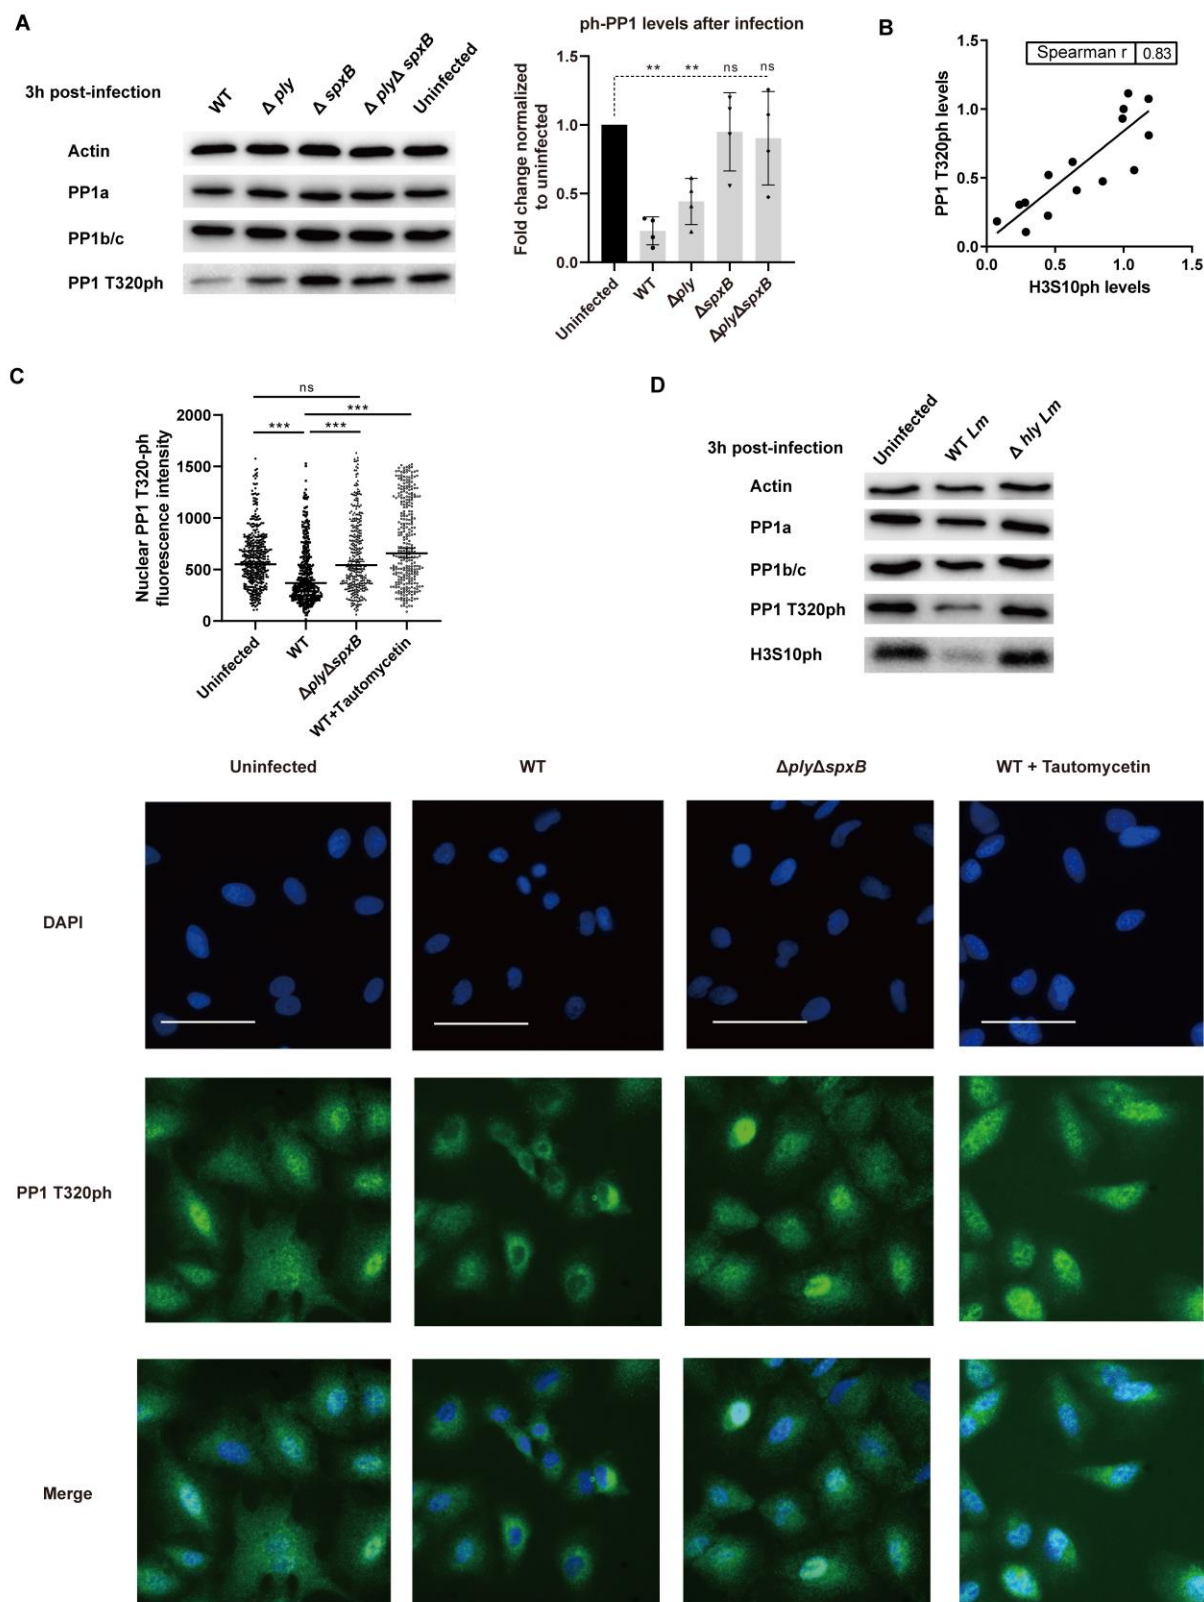 A
3h post-infection
WT
Δ ply
Δ spxB
Δ plyΔ spxB
Uninfected
Actin
PP1a
PP1b/c
PP1 T320ph
ph-PP1 levels after infection
Fold change normalized
to uninfected
1.5
1.0
0.5
0.0
** ** ns ns
Uninfected
WT
Δply
ΔspxB
ΔplyΔspxB
B
Spearman r 0.83
PP1 T320ph levels
1.5
1.0
0.5
0.0
0.0 0.5 1.0 1.5
H3S10ph levels
C
Nuclear PP1 T320-ph
fluorescence intensity
ns
***
*** ***
2000
1500
1000
500
0
Uninfected
WT
ΔplyΔspxB
WT+Tautomycetin
D
3h post-infection
Uninfected
WT Lm
Δ hly Lm
Actin
PP1a
PP1b/c
PP1 T320ph
H3S10ph
Uninfected WT ΔplyΔspxB WT + Tautomycetin
DAPI
PP1 T320ph
Merge